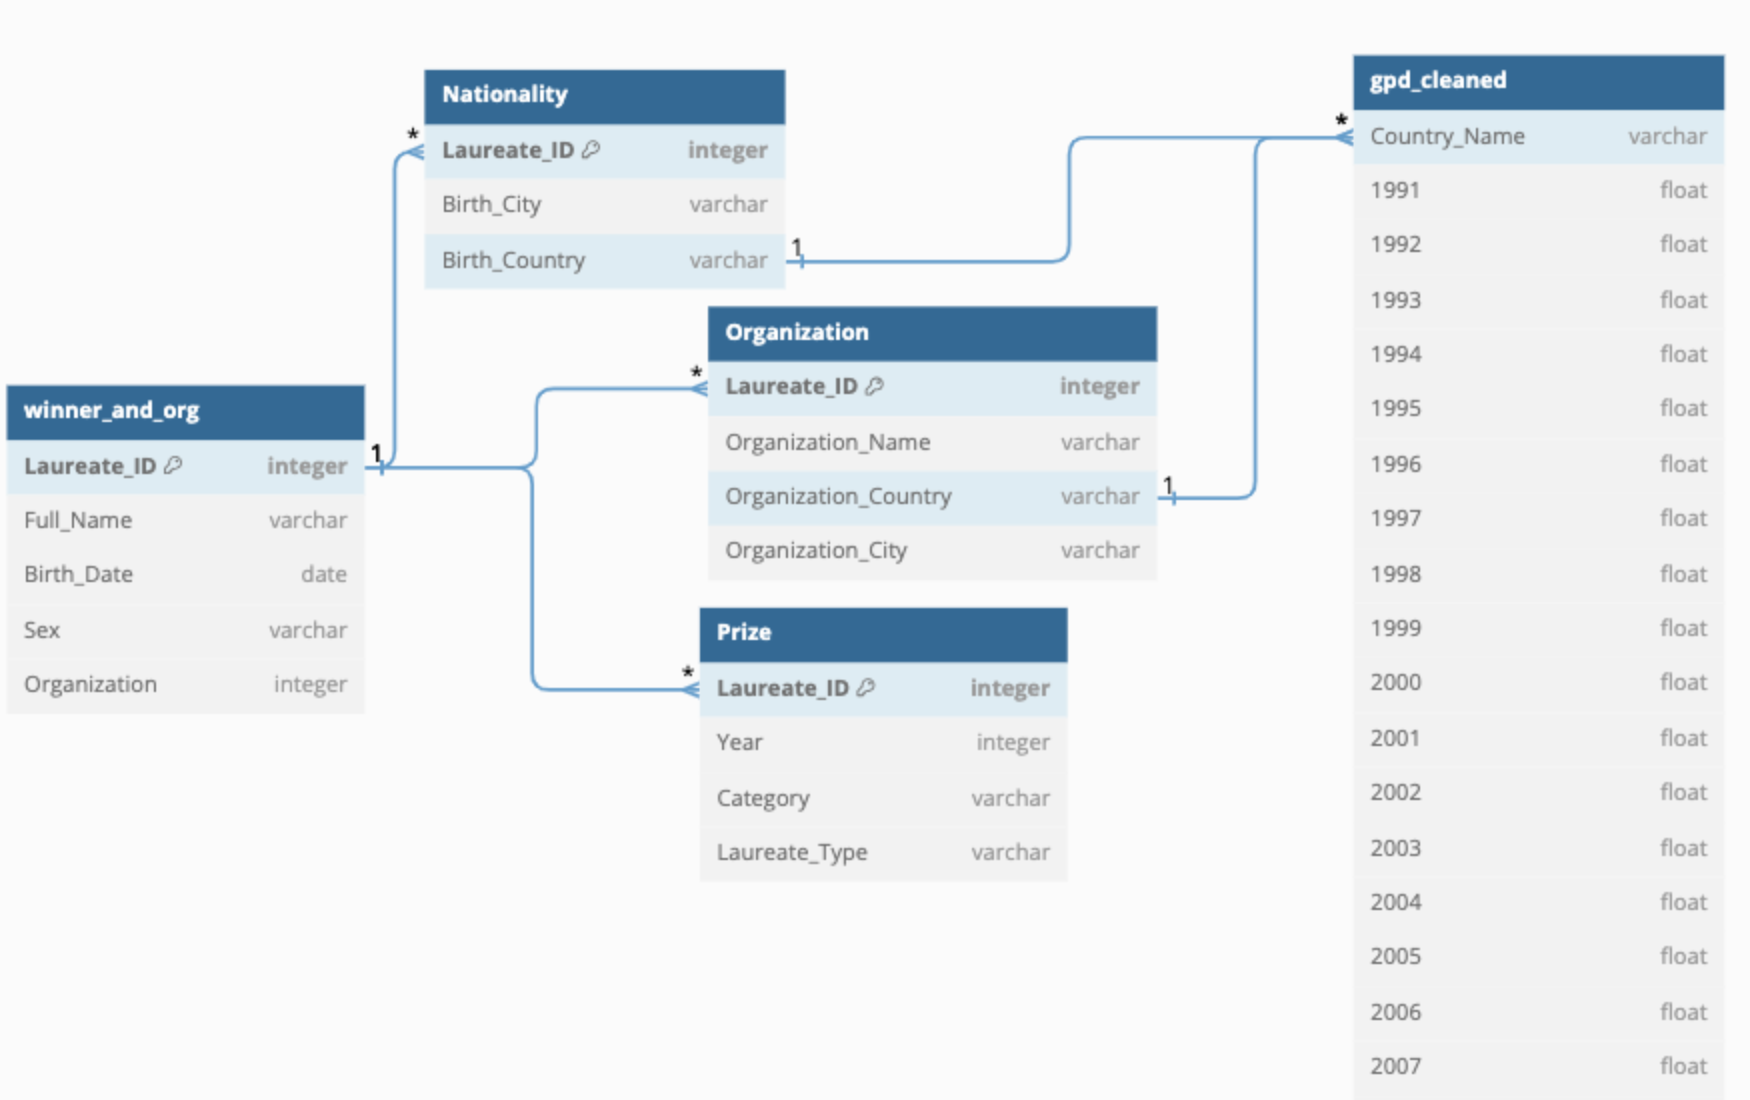 Nationality
*
Laureate_ID integer
Birth_City varchar
Birth_Country varchar
1
gpd_cleaned
*
Country_Name varchar
1991 float
1992 float
1993 float
1994 float
1995 float
1996 float
1997 float
1998 float
1999 float
2000 float
2001 float
2002 float
2003 float
2004 float
2005 float
2006 float
2007 float
Organization
*
Laureate_ID integer
Organization_Name varchar
Organization_Country varchar
1
Organization_City varchar
winner_and_org
Laureate_ID integer
1
Full_Name varchar
Birth_Date date
Sex varchar
Organization integer
Prize
*
Laureate_ID integer
Year integer
Category varchar
Laureate_Type varchar